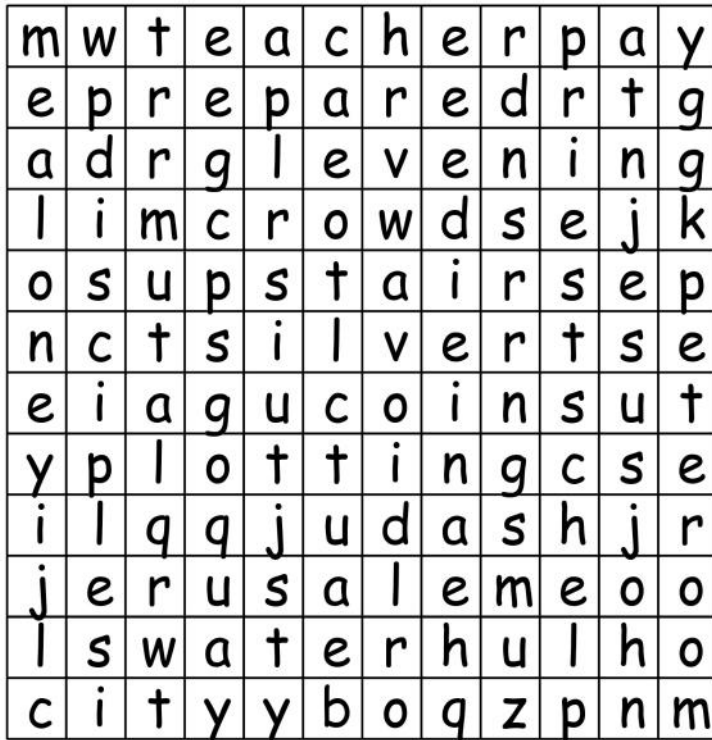 m w t e a c h e r p a y
e p r e p a r e d r t g
a d r g l e v e n i n g
l i m c r o w d s e j k
o s u p s t a i r s e p
n c t s i l v e r t s e
e i a g u c o i n s u t
y p l o t t i n g c s e
i l q q j u d a s h j r
j e r u s a l e m e o o
l s w a t e r h u l h o
c i t y y b o q z p n m